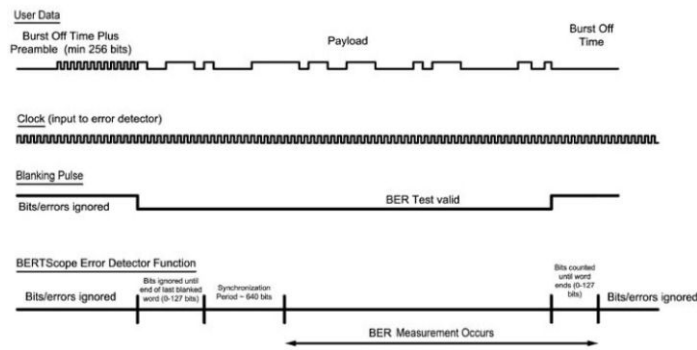 User Data
Burst Off Time Plus
Preamble (min 256 bits)
Payload
Burst Off
Time
Clock (input to error detector)
Blanking Pulse
Bits/errors ignored
BER Test valid
BERTScope Error Detector Function
Bits/errors ignored
Bits ignored until
end of last blanked
word (0-127 bits)
Synchronization
Period ~ 640 bits
Bits counted
until word
ends (0-127
bits)
Bits/errors ignored
BER Measurement Occurs